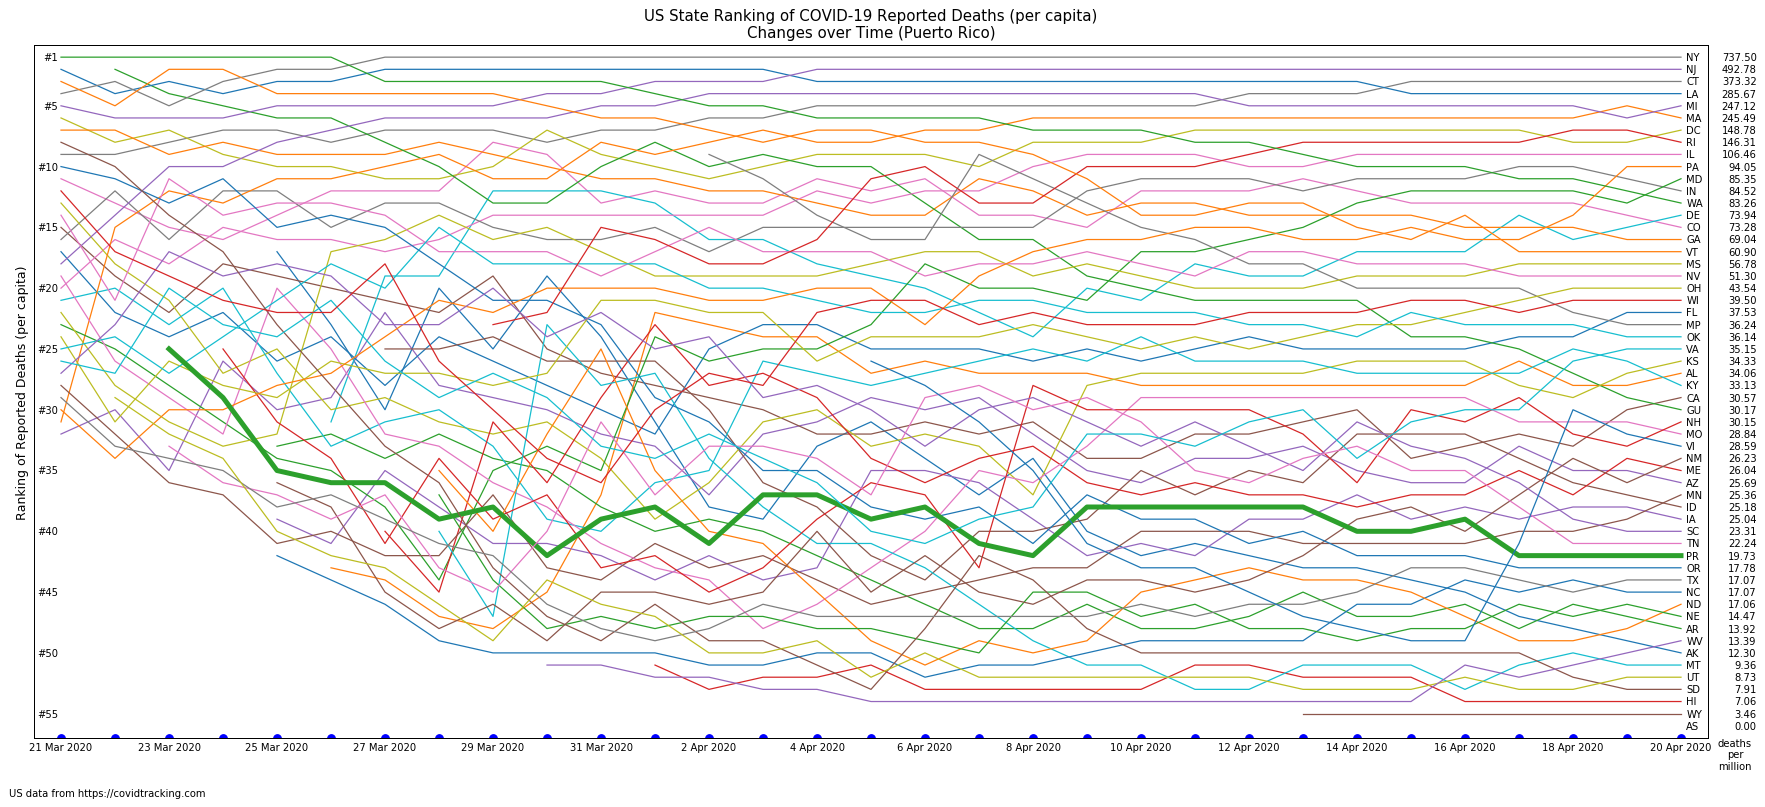 US State Ranking of COVID-19 Reported Deaths (per capita)
Changes over Time (Puerto Rico)
Ranking of Reported Deaths (per capita)
#1
#5
#10
#15
#20
#25
#30
#35
#40
#45
#50
#55
NY 737.50
NJ 492.78
CT 373.32
LA 285.67
MI 247.12
MA 245.49
DC 148.78
RI 146.31
IL 106.46
PA 94.05
MD 85.35
IN 84.52
WA 83.26
DE 73.94
CO 73.28
GA 69.04
VT 60.90
MS 56.78
NV 51.30
OH 43.54
WI 39.50
FL 37.53
MP 36.24
OK 36.14
VA 35.15
KS 34.33
AL 34.06
KY 33.13
CA 30.57
GU 30.17
NH 30.15
MO 28.84
VI 28.59
NM 26.23
ME 26.04
AZ 25.69
MN 25.36
ID 25.18
IA 25.04
SC 23.31
TN 22.24
PR 19.73
OR 17.78
TX 17.07
NC 17.07
ND 17.06
NE 14.47
AR 13.92
WV 13.39
AK 12.30
MT 9.36
UT 8.73
SD 7.91
HI 7.06
WY 3.46
AS 0.00
21 Mar 2020 23 Mar 2020 25 Mar 2020 27 Mar 2020 29 Mar 2020 31 Mar 2020 2 Apr 2020 4 Apr 2020 6 Apr 2020 8 Apr 2020 10 Apr 2020 12 Apr 2020 14 Apr 2020 16 Apr 2020 18 Apr 2020 20 Apr 2020
deaths
per
million
US data from https://covidtracking.com